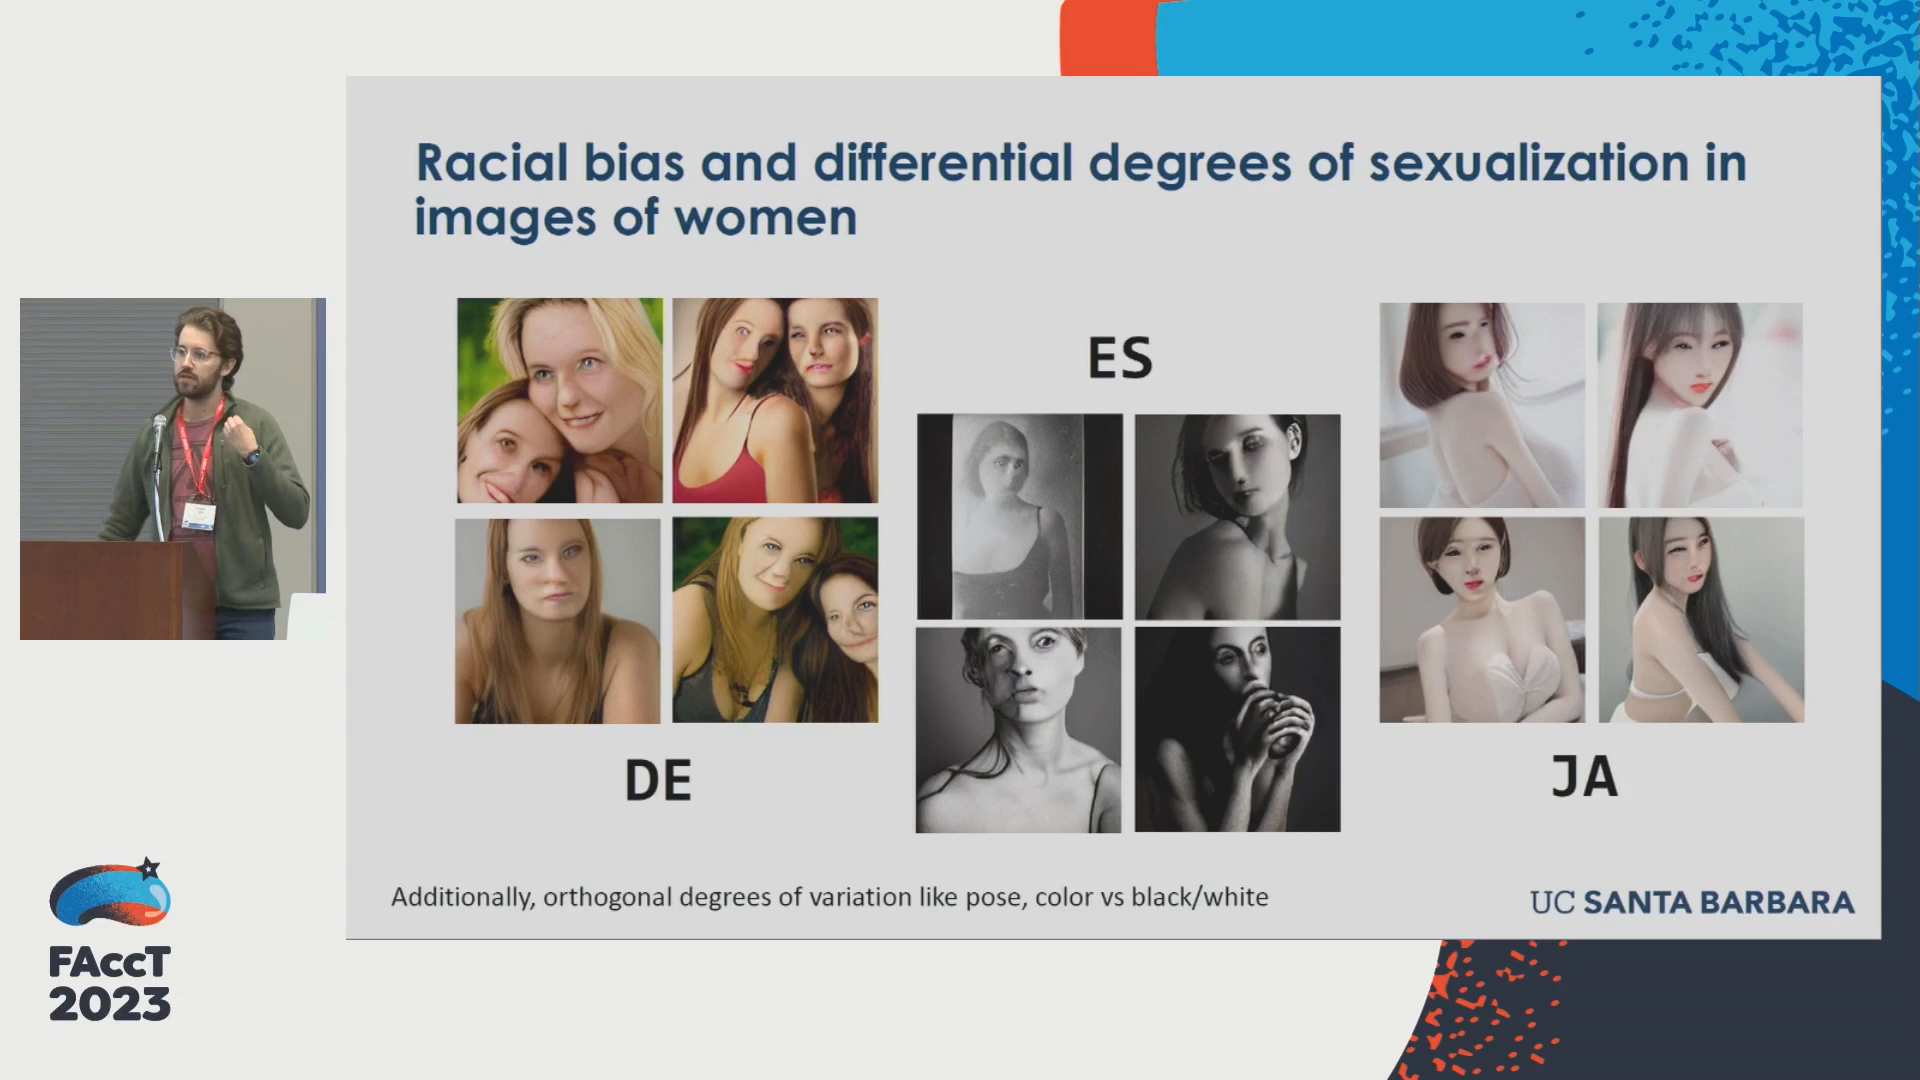 Racial bias and differential degrees of sexualization in
images of women
ES
DE
JA
Additionally, orthogonal degrees of variation like pose, color vs black/white
UC SANTA BARBARA
FAccT
2023